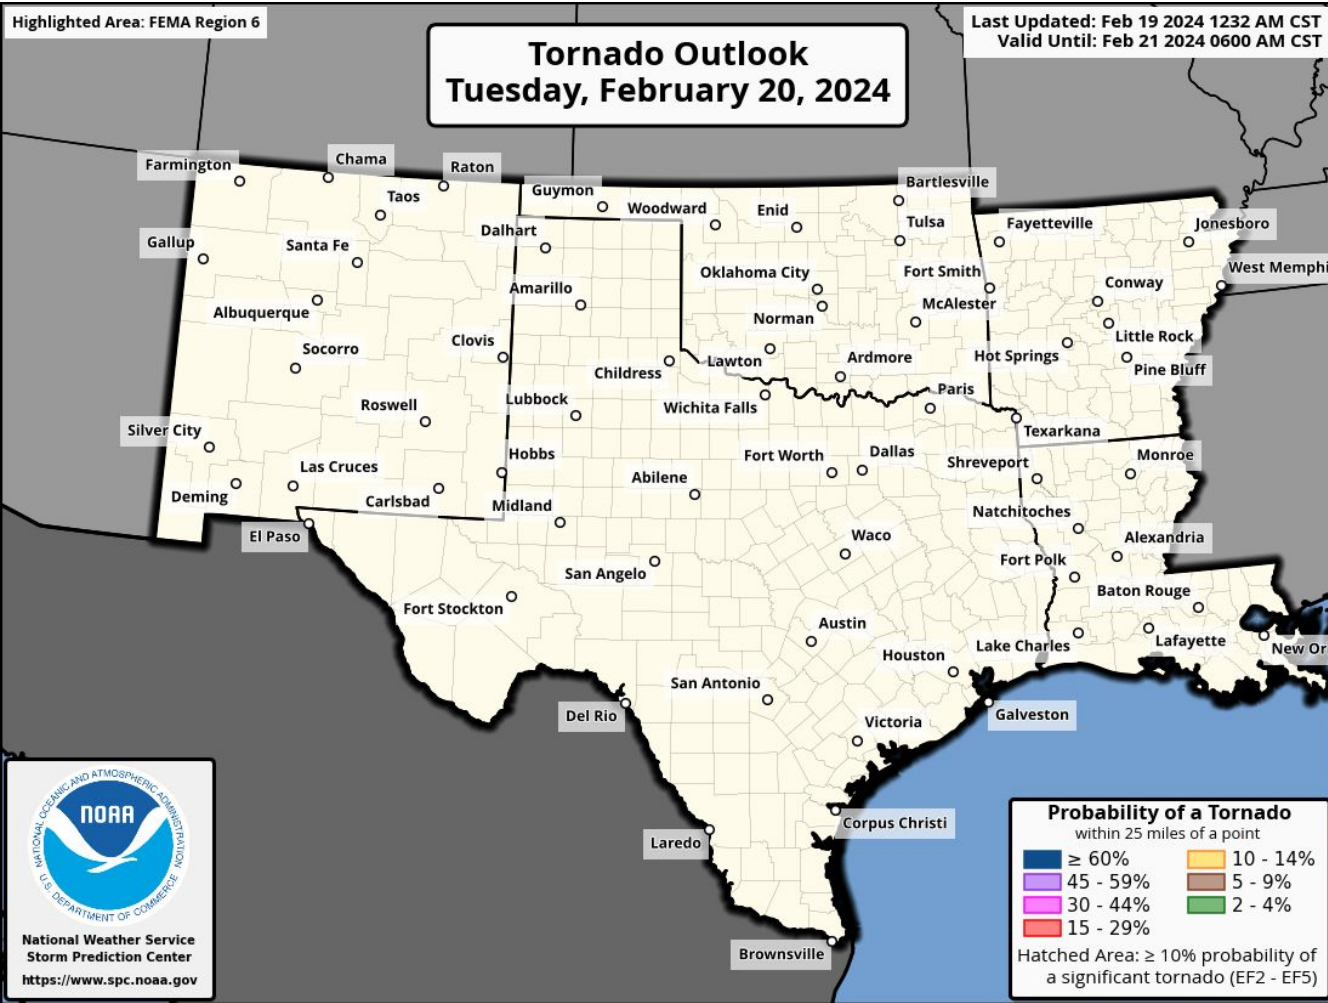 Highlighted Area: FEMA Region 6
Last Updated: Feb 19 2024 1232 AM CST
Valid Until: Feb 21 2024 0600 AM CST
Tornado Outlook
Tuesday, February 20, 2024
Farmington
Chama
Raton
Taos
Guymon
Woodward
Enid
Bartlesville
Tulsa
Fayetteville
Jonesboro
Gallup
Santa Fe
Dalhart
Oklahoma City
Fort Smith
West Memphi
Conway
Amarillo
Albuquerque
Norman
McAlester
Little Rock
Socorro
Clovis
Childress
Lawton
Ardmore
Hot Springs
Pine Bluff
Roswell
Lubbock
Wichita Falls
Paris
Texarkana
Silver City
Las Cruces
Hobbs
Abilene
Fort Worth
Dallas
Shreveport
Monroe
Deming
Carlsbad
Midland
Natchitoches
El Paso
San Angelo
Waco
Fort Polk
Alexandria
Fort Stockton
Baton Rouge
Austin
Houston
Lake Charles
Lafayette
New Or
San Antonio
Del Rio
Victoria
Galveston
Corpus Christi
Laredo
Brownsville
NATIONAL OCEANIC AND ATMOSPHERIC ADMINISTRATION
NOAA
U.S. DEPARTMENT OF COMMERCE
National Weather Service
Storm Prediction Center
https://www.spc.noaa.gov
Probability of a Tornado
within 25 miles of a point
≥ 60%
45 - 59%
30 - 44%
15 - 29%
10 - 14%
5 - 9%
2 - 4%
Hatched Area: ≥ 10% probability of
a significant tornado (EF2 - EF5)